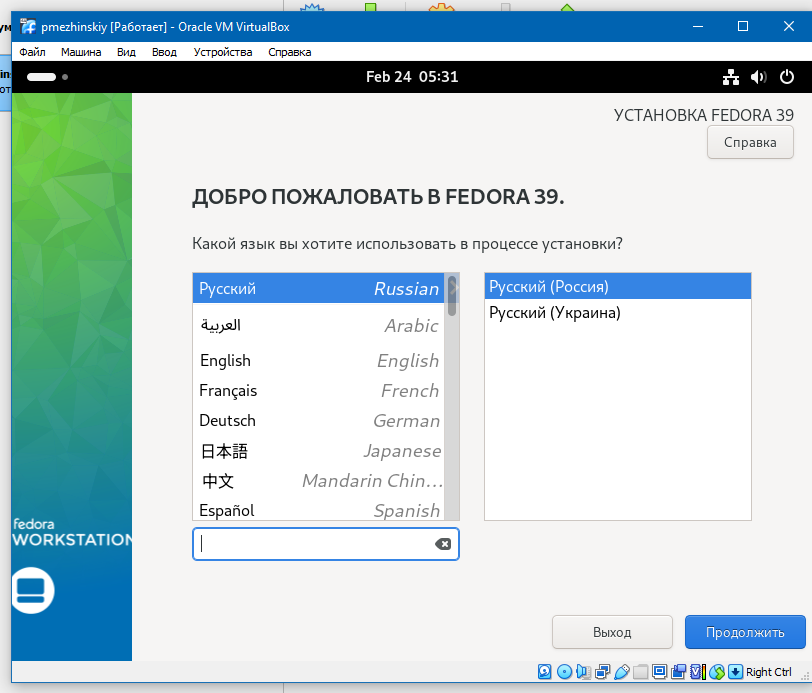 pmezhinskiy [Работает] - Oracle VM VirtualBox
Файл Машина Вид Ввод Устройства Справка
Feb 24 05:31
УСТАНОВКА FEDORA 39
Справка
ДОБРО ПОЖАЛОВАТЬ В FEDORA 39.
Какой язык вы хотите использовать в процессе установки?
Русский Russian
العربية Arabic
English English
Français French
Deutsch German
日本語 Japanese
中文 Mandarin Chin...
Español Spanish
Русский (Россия)
Русский (Украина)
fedora
WORKSTATION
Выход
Продолжить
Right Ctrl